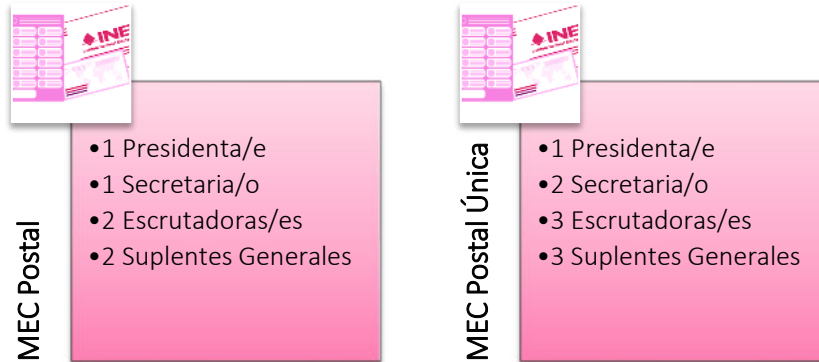 INE
MEC Postal
•1 Presidenta/e
•1 Secretaria/o
•2 Escrutadoras/es
•2 Suplentes Generales
INE
MEC Postal Única
•1 Presidenta/e
•2 Secretaria/o
•3 Escrutadoras/es
•3 Suplentes Generales